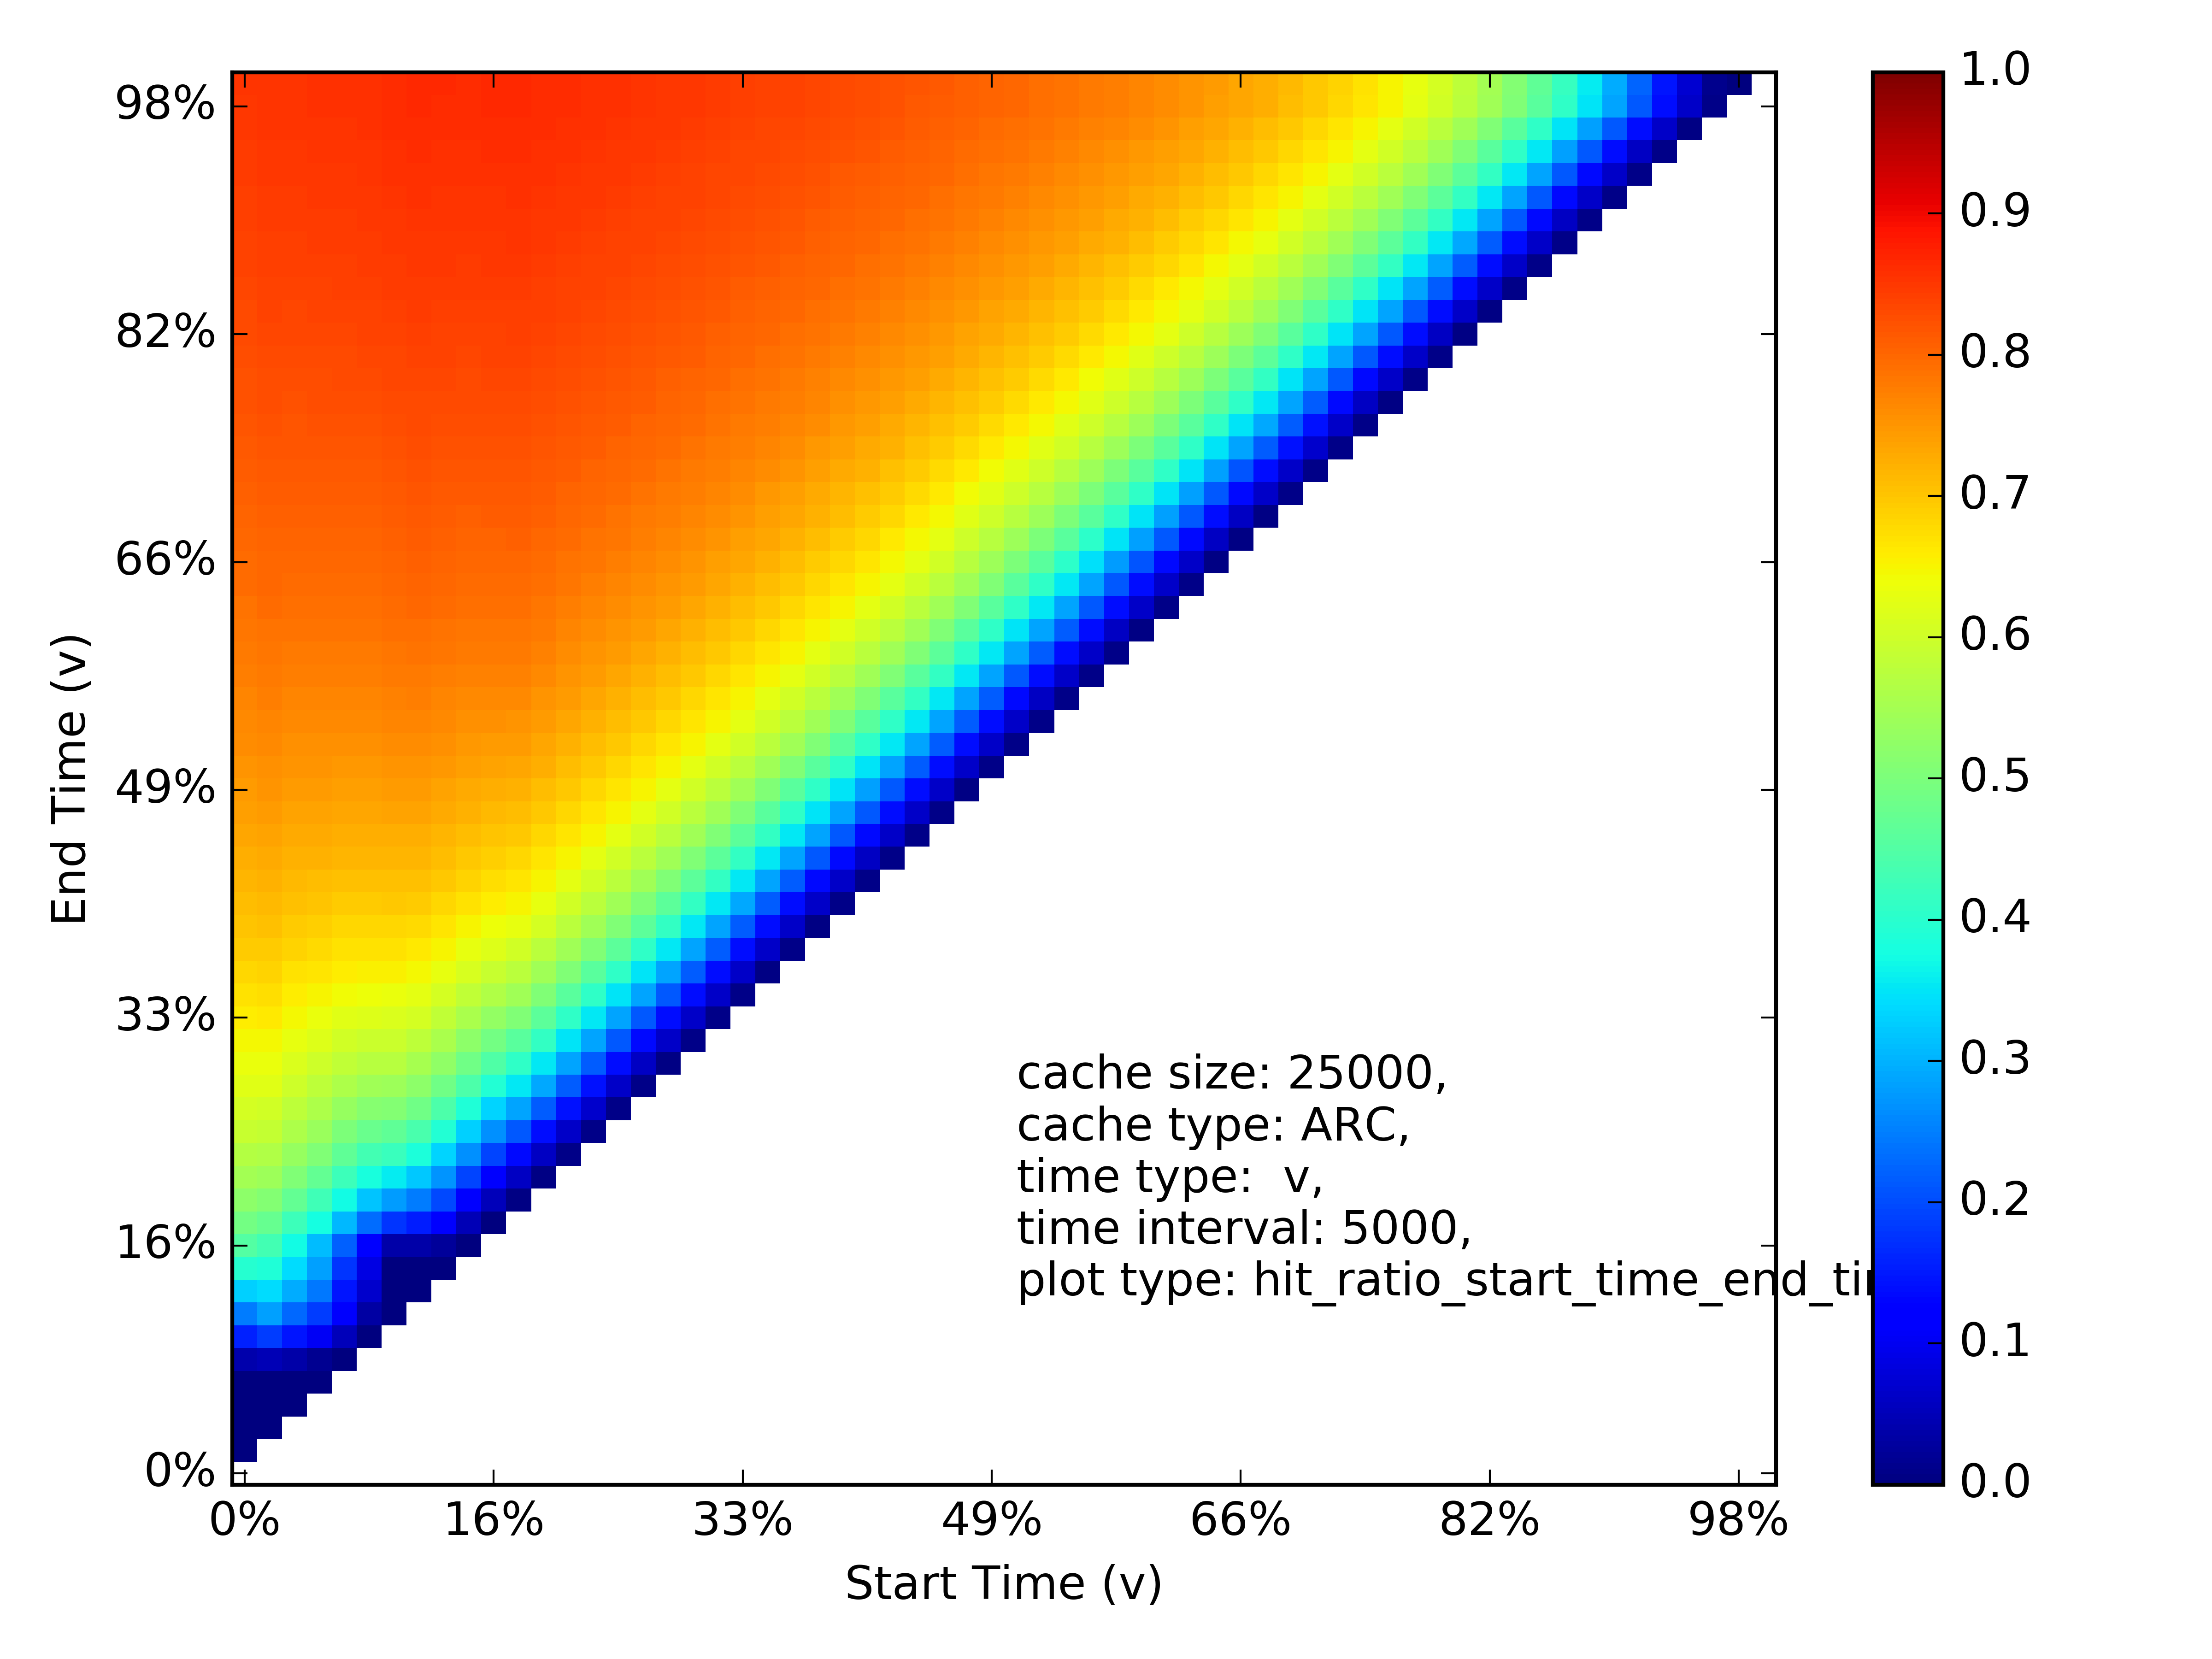 98%
82%
66%
49%
33%
16%
0%
End Time (v)
0% 16% 33% 49% 66% 82% 98%
Start Time (v)
cache size: 25000,
cache type: ARC,
time type: v,
time interval: 5000,
plot type: hit_ratio_start_time_end_ti
1.0
0.9
0.8
0.7
0.6
0.5
0.4
0.3
0.2
0.1
0.0